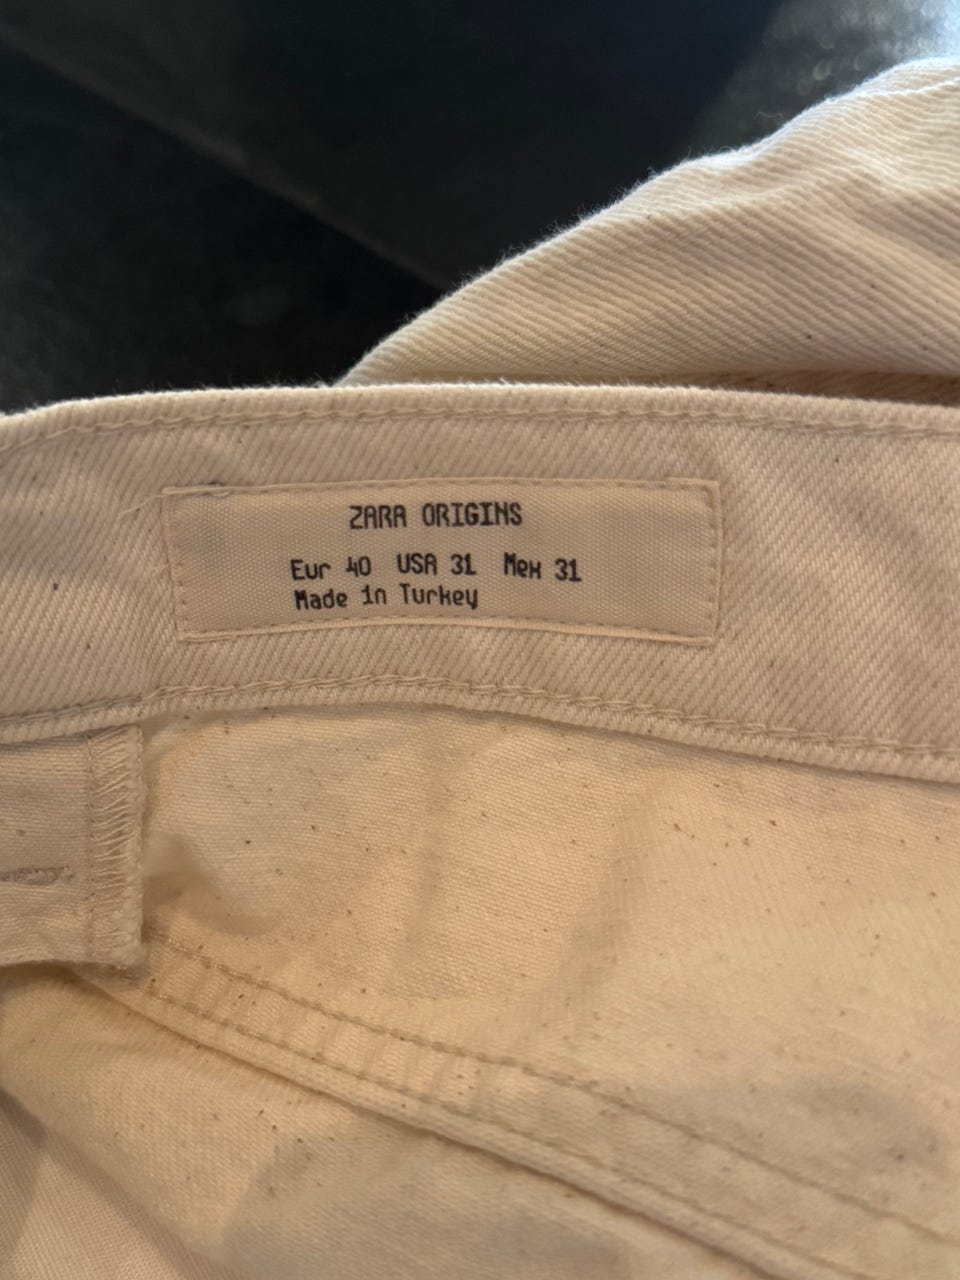 ZARA ORIGINS
Eur 40 USA 31 Mex 31
Made in Turkey